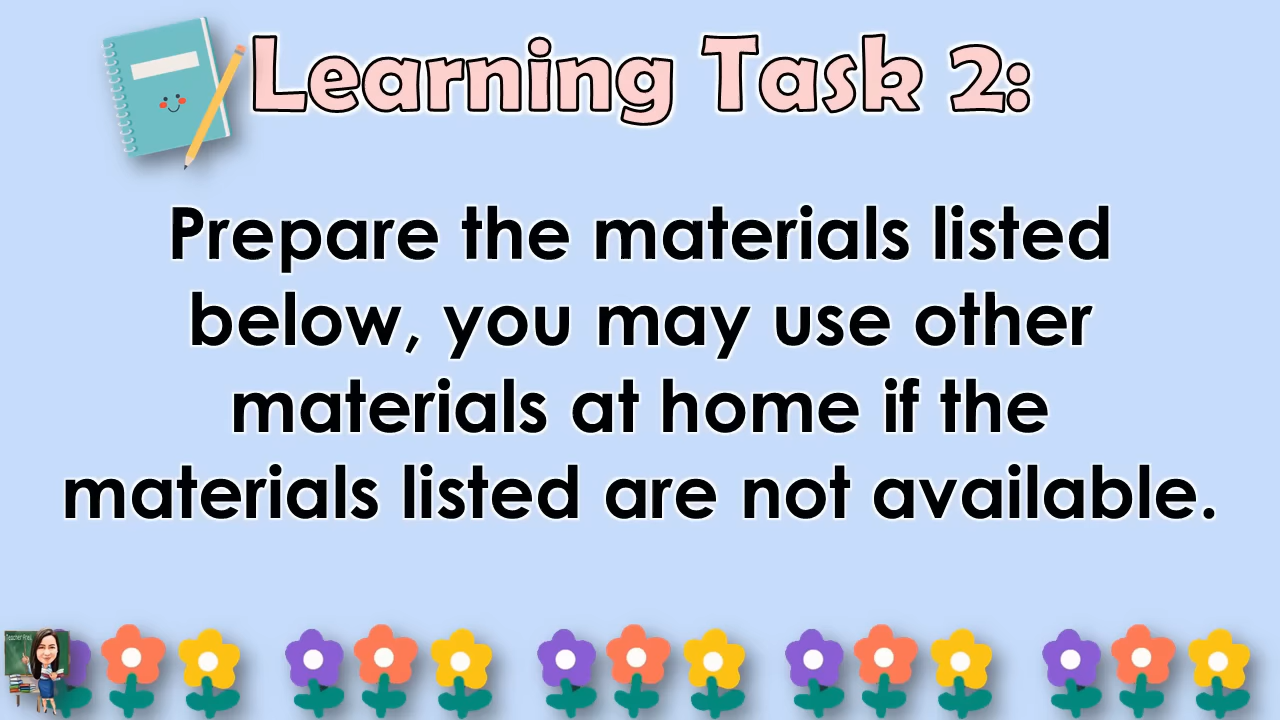 Learning Task 2:
Prepare the materials listed
below, you may use other
materials at home if the
materials listed are not available.
Teacher